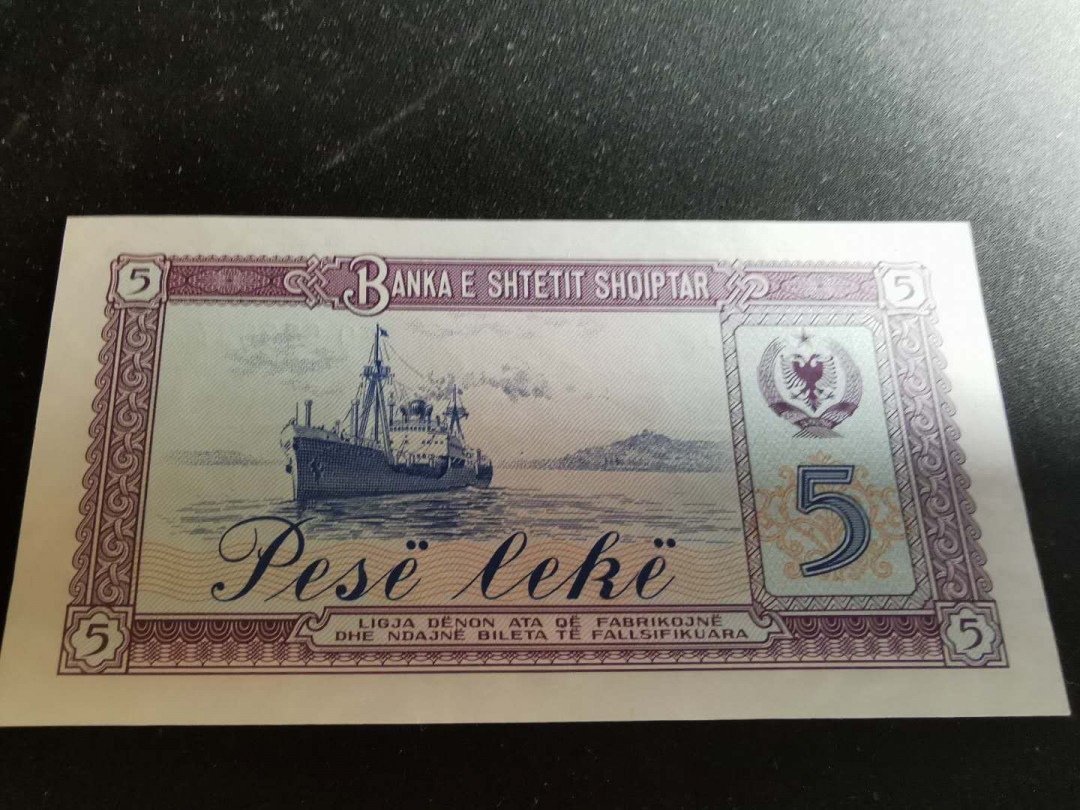 5 BANKA E SHTETIT SHQIPTAR 5
5
Pesë lekë
5 LIGJA DËNON ATA QË FABRIKOJNË 5
DHE NDAJNË BILETA TË FALLSIFIKUARA